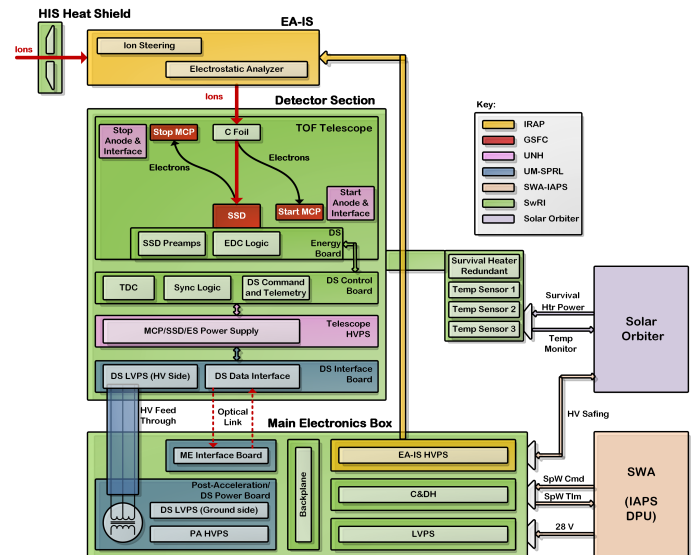 HIS Heat Shield
EA-IS
Ions
Ion Steering
Electrostatic Analyzer
Ions
Detector Section
TOF Telescope
Stop
Anode &
Interface
Stop MCP
C Foil
Electrons
Electrons
SSD
Start MCP
Start
Anode &
Interface
SSD Preamps
EDC Logic
DS
Energy
Board
TDC
Sync Logic
DS Command
and Telemetry
DS Control
Board
MCP/SSD/ES Power Supply
Telescope
HVPS
DS LVPS (HV Side)
DS Data Interface
DS Interface
Board
HV Feed
Through
Optical
Link
Main Electronics Box
ME Interface Board
Post-Acceleration/
DS Power Board
DS LVPS (Ground side)
PA HVPS
Backplane
EA-IS HVPS
C&DH
LVPS
Key:
IRAP
GSFC
UNH
UM-SPRL
SWA-IAPS
SwRI
Solar Orbiter
Survival Heater
Redundant
Temp Sensor 1
Temp Sensor 2
Temp Sensor 3
Survival
Htr Power
Temp
Monitor
Solar
Orbiter
HV Safing
SpW Cmd
SpW Tlm
28 V
SWA
(IAPS
DPU)